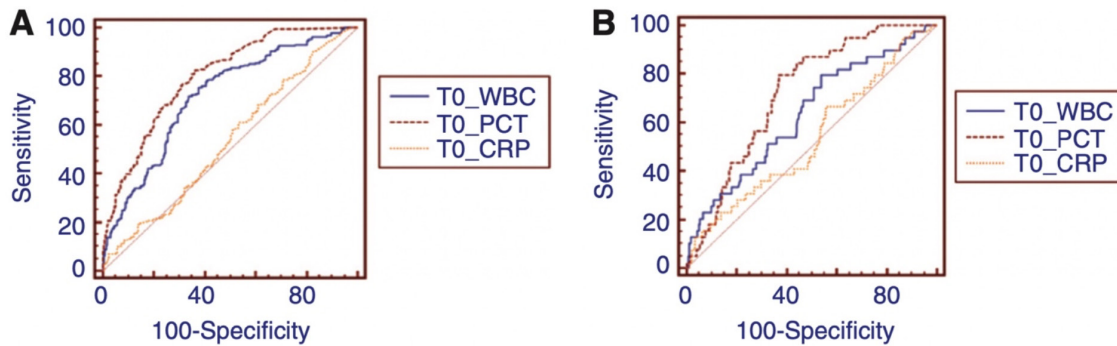 A
100
80
60
40
20
0
Sensitivity
0 40 80
100-Specificity
T0_WBC
T0_PCT
T0_CRP
B
100
80
60
40
20
0
Sensitivity
0 40 80
100-Specificity
T0_WBC
T0_PCT
T0_CRP